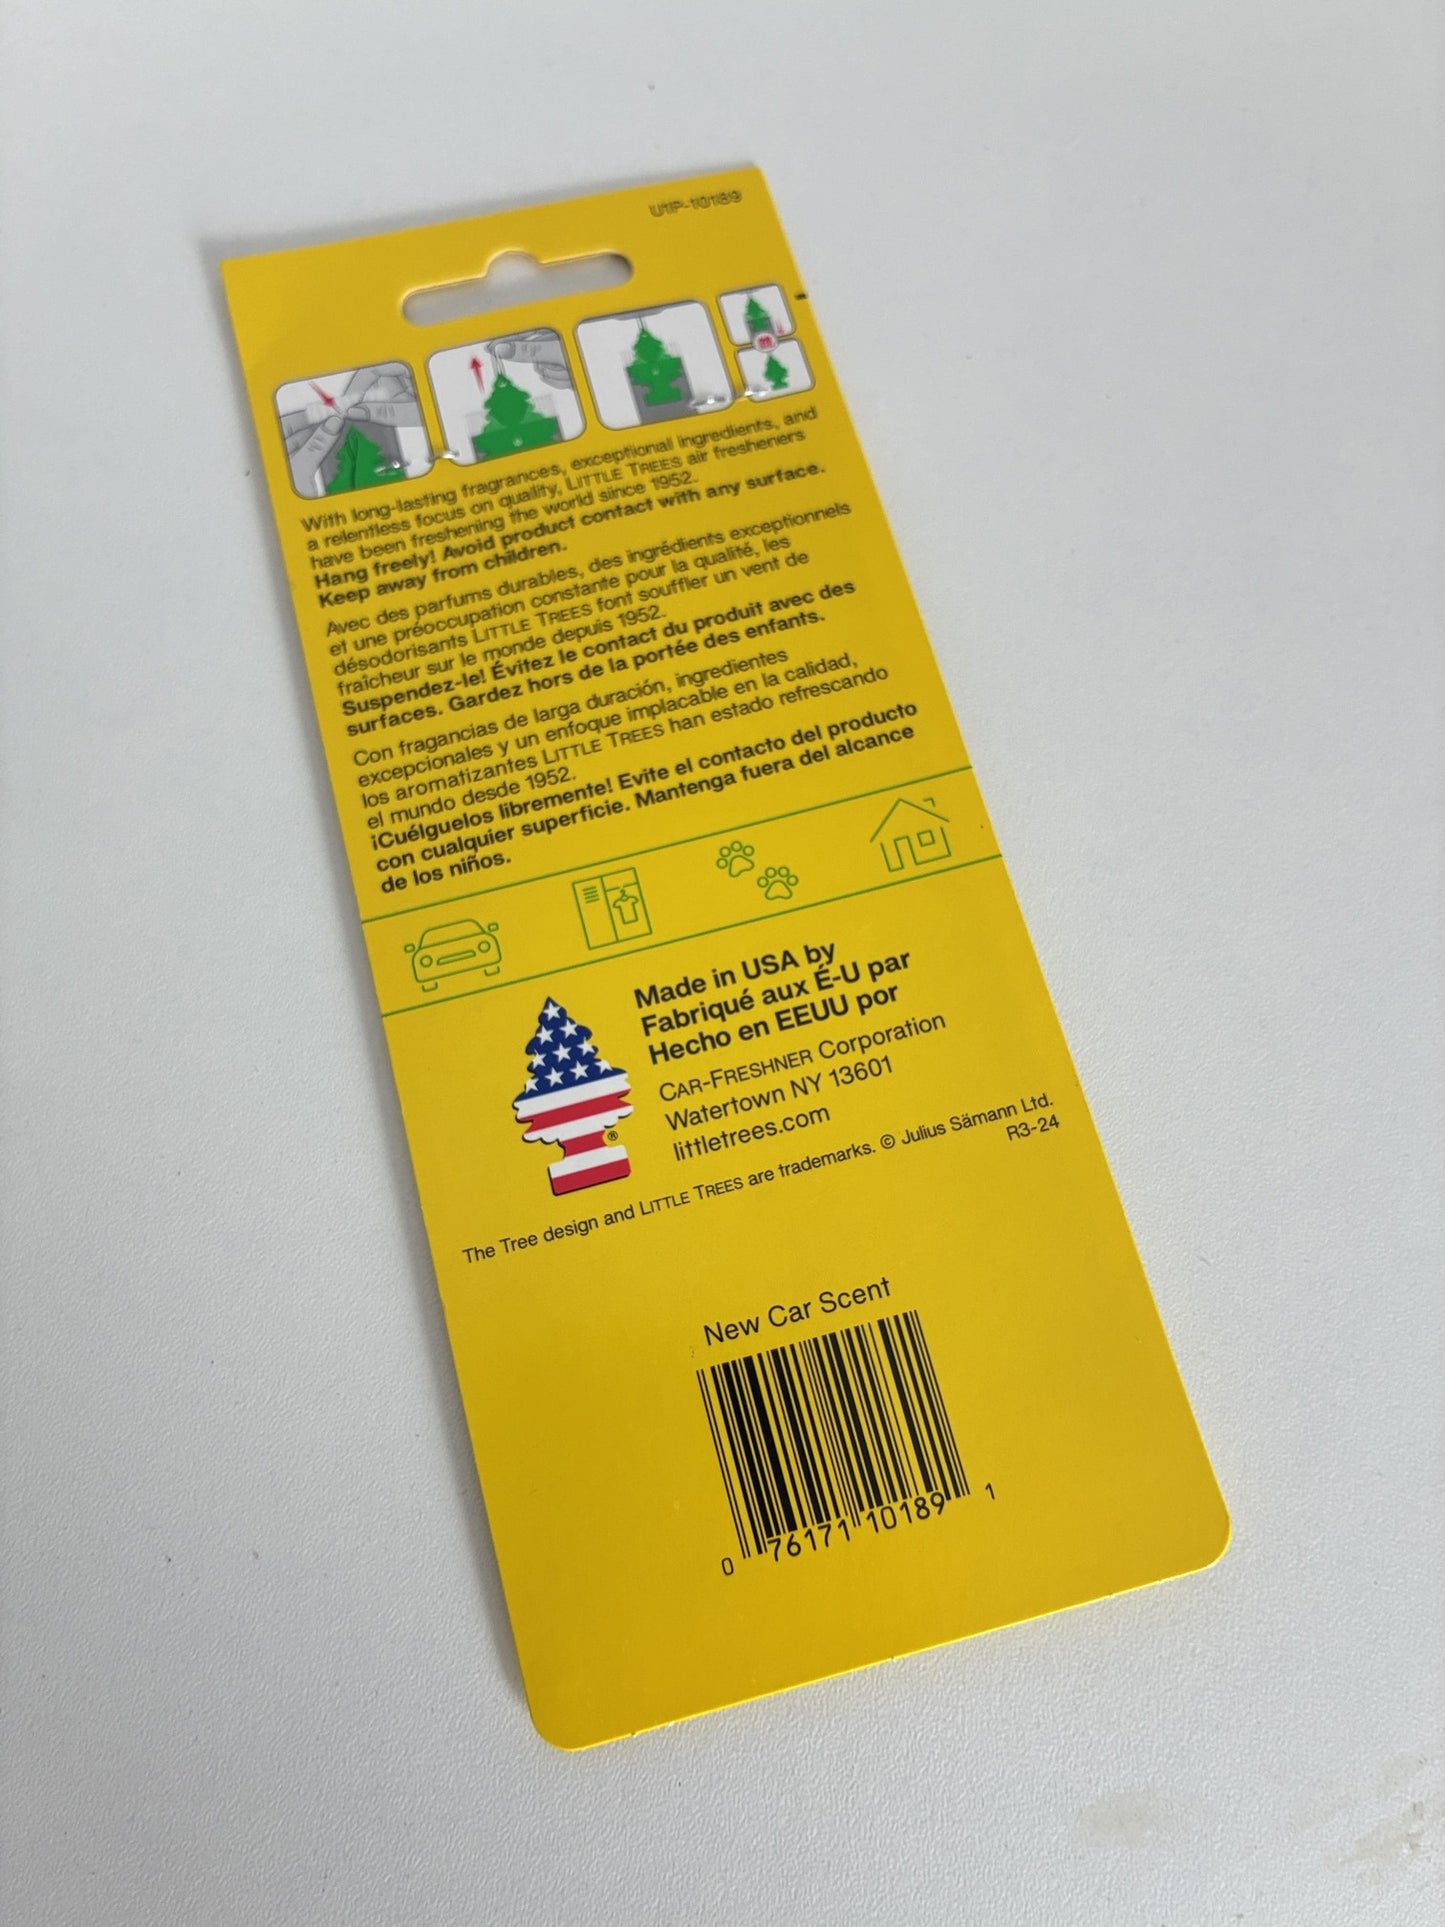 U1P-10189
With long-lasting fragrances, exceptional ingredients, and
a relentless focus on quality, LITTLE TREES air fresheners
have been freshening the world since 1952.
Hang freely! Avoid product contact with any surface.
Keep away from children.
Avec des parfums durables, des ingrédients exceptionnels
et une préoccupation constante pour la qualité, les
désodorisants LITTLE TREES font souffler un vent de
fraîcheur sur le monde depuis 1952.
Suspendez-le! Évitez le contact du produit avec des
surfaces. Gardez hors de la portée des enfants.
Con fragancias de larga duración, ingredientes
excepcionales y un enfoque implacable en la calidad,
los aromatizantes LITTLE TREES han estado refrescando
el mundo desde 1952.
¡Cuélguelos libremente! Evite el contacto del producto
con cualquier superficie. Mantenga fuera del alcance
de los niños.
Made in USA by
Fabriqué aux É-U par
Hecho en EEUU por
CAR-FRESHNER Corporation
Watertown NY 13601
littletrees.com
®
The Tree design and LITTLE TREES are trademarks. © Julius Sämann Ltd.
R3-24
New Car Scent
0 76171 10189 1